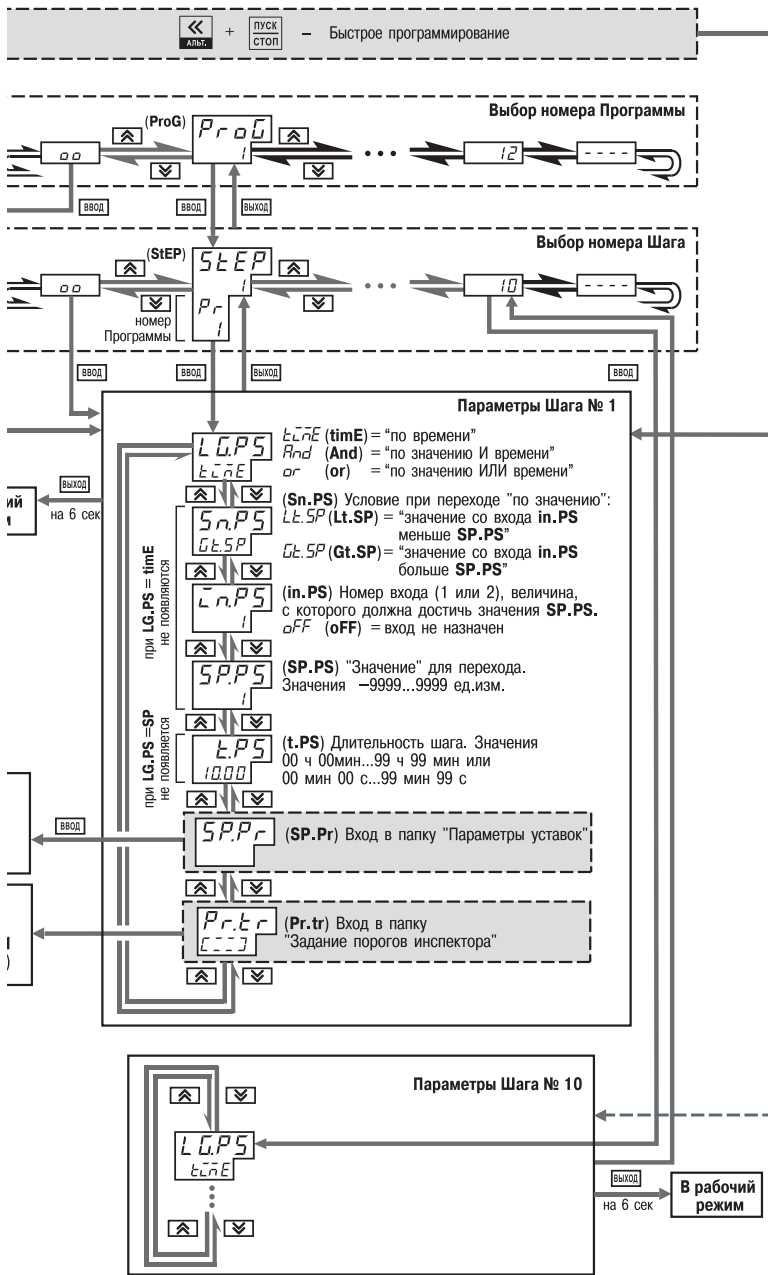 « АЛЬТ. + ПУСК СТОП – Быстрое программирование
Выбор номера Программы
(ProG) ProG
oo 1 ••• 12 - - - -
ВВОД ВВОД ВЫХОД
Выбор номера Шага
(StEP) StEP
oo 1 ••• 10 - - - -
номер
Программы
Pr
1
ВВОД ВВОД ВЫХОД ВВОД
Параметры Шага № 1
LG.PS
timE
timE (timE) = “по времени”
And (And) = “по значению И времени”
or (or) = “по значению ИЛИ времени”
ВЫХОД
на 6 сек
ий
м
при LG.PS = timE
не появляются
Sn.PS
Gt.SP
(Sn.PS) Условие при переходе "по значению":
Lt.SP (Lt.SP) = “значение со входа in.PS
меньше SP.PS”
Gt.SP (Gt.SP) = “значение со входа in.PS
больше SP.PS”
in.PS
1
(in.PS) Номер входа (1 или 2), величина,
с которого должна достичь значения SP.PS.
oFF (oFF) = вход не назначен
SP.PS
1
(SP.PS) "Значение" для перехода.
Значения –9999...9999 ед.изм.
при LG.PS =SP
не появляется
t.PS
10.00
(t.PS) Длительность шага. Значения
00 ч 00мин...99 ч 99 мин или
00 мин 00 с...99 мин 99 с
ВВОД
SP.Pr
(SP.Pr) Вход в папку "Параметры уставок"
Pr.tr
[- - -]
(Pr.tr) Вход в папку
"Задание порогов инспектора"
)
Параметры Шага № 10
LG.PS
timE
ВЫХОД
на 6 сек
В рабочий
режим